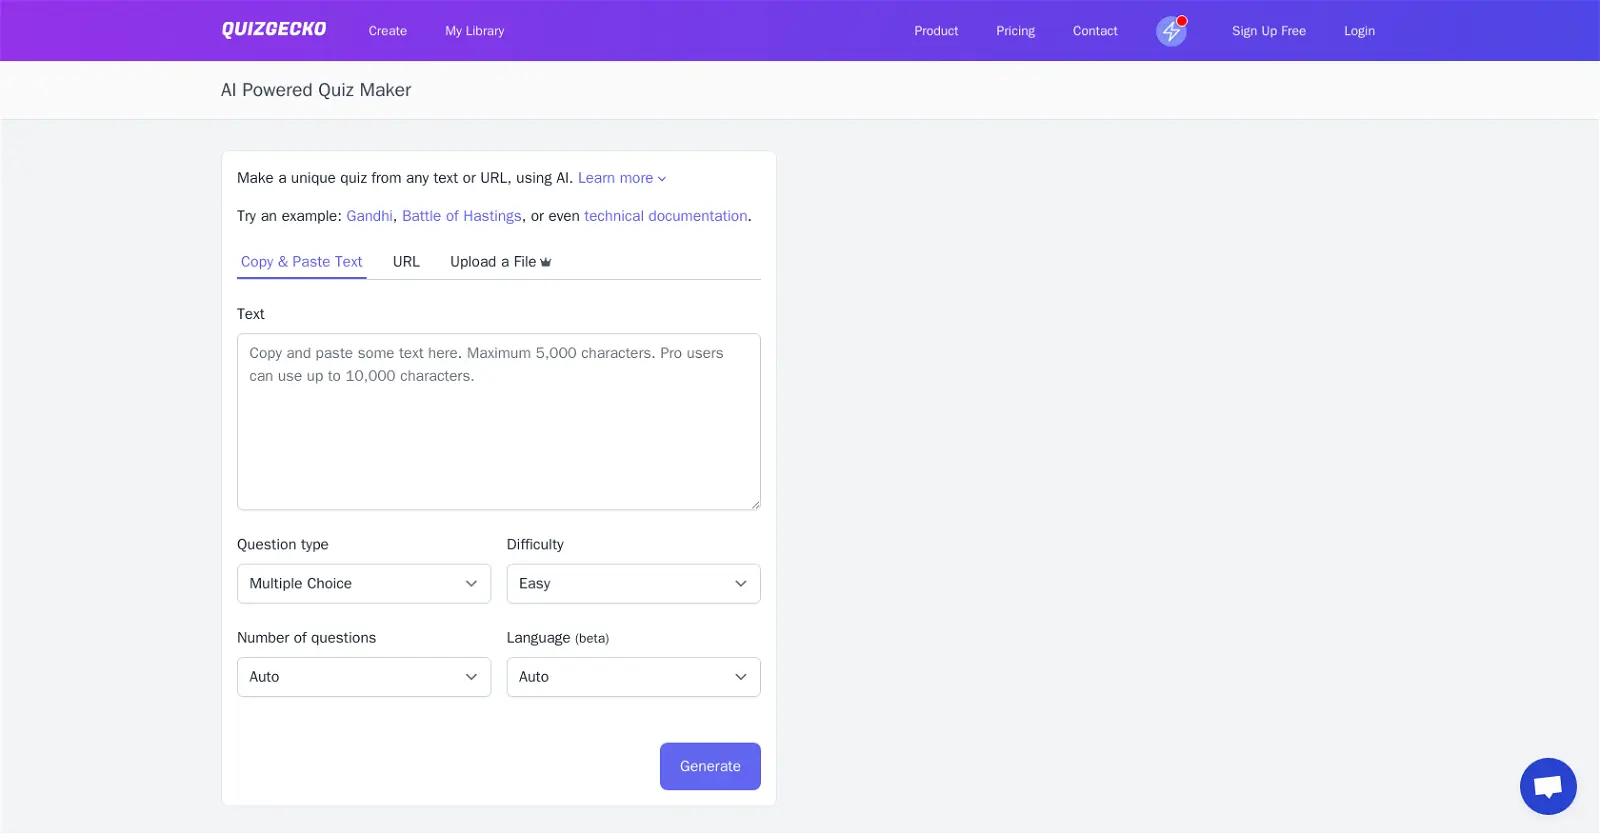 QUIZGECKO Create My Library Product Pricing Contact Sign Up Free Login
AI Powered Quiz Maker
Make a unique quiz from any text or URL, using AI. Learn more
Try an example: Gandhi, Battle of Hastings, or even technical documentation.
Copy & Paste Text URL Upload a File
Text
Copy and paste some text here. Maximum 5,000 characters. Pro users
can use up to 10,000 characters.
Question type Difficulty
Multiple Choice Easy
Number of questions Language (beta)
Auto Auto
Generate